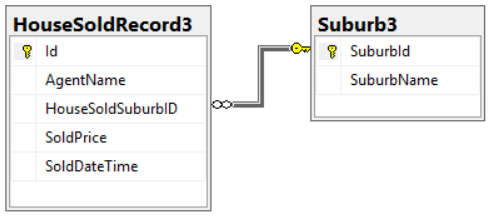 HouseSoldRecord3
Id
AgentName
HouseSoldSuburbID
SoldPrice
SoldDateTime
Suburb3
SuburbId
SuburbName